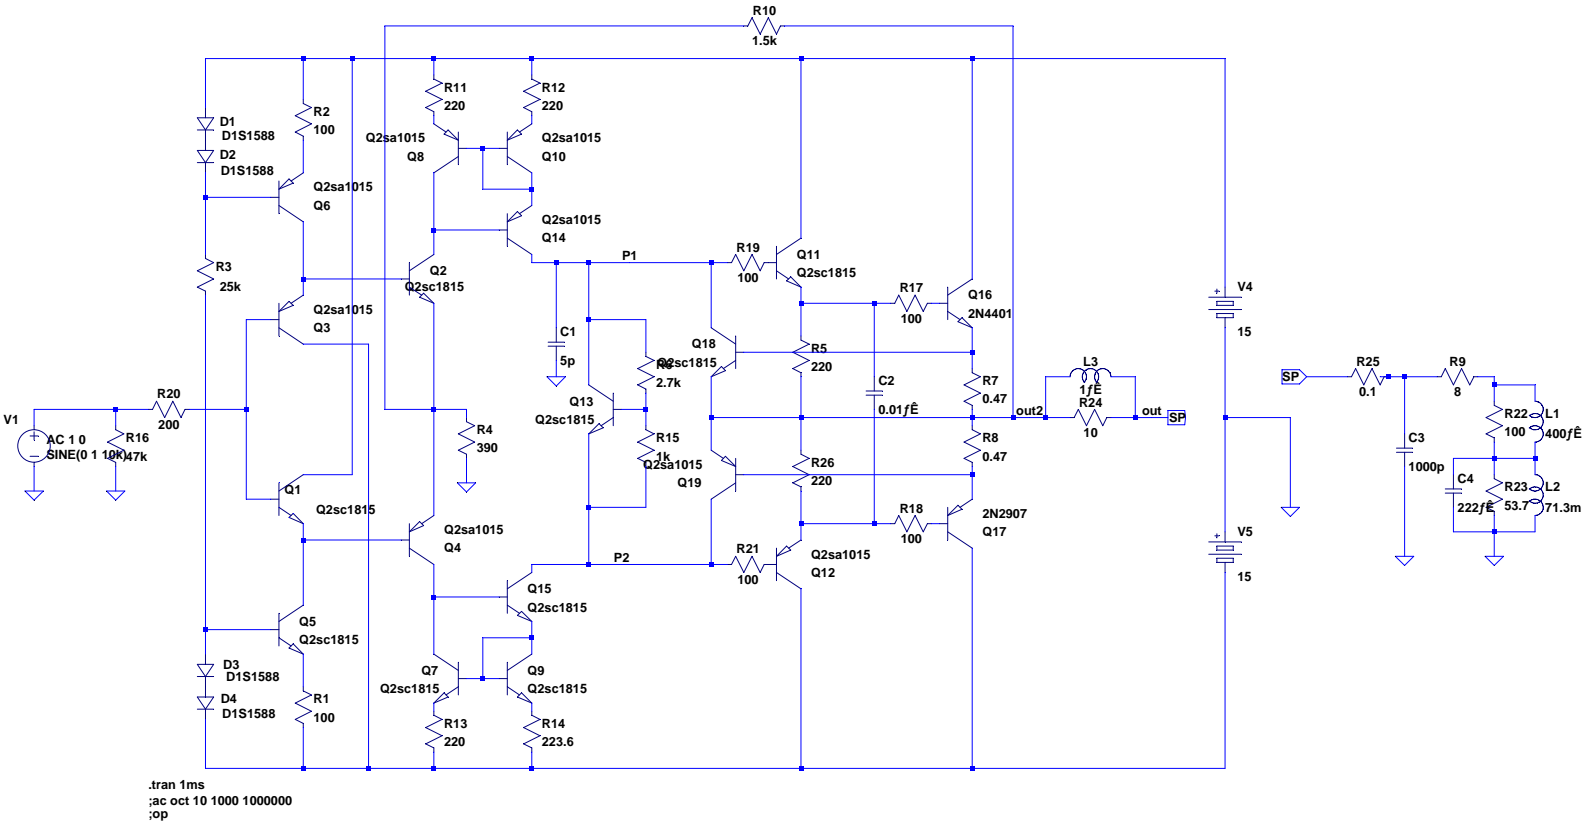 R10
1.5k
R11
220
R12
220
D1
D1S1588
D2
D1S1588
R2
100
Q2sa1015
Q8
Q2sa1015
Q10
Q2sa1015
Q6
Q2sa1015
Q14
P1
R19
100
Q11
Q2sc1815
R3
25k
Q2
Q2sc1815
Q2sa1015
Q3
R17
100
Q16
2N4401
V4
15
C1
5p
Q18
Q2sc1815
R6
2.7k
R5
220
R7
0.47
C2
0.01ƒÊ
L3
1ƒÊ
R24
10
out2
out
SP
SP
R25
0.1
R9
8
R22
100
L1
400ƒÊ
C3
1000p
C4
222ƒÊ
R23
53.7
L2
71.3m
V1
AC 1 0
SINE(0 1 10k)
R16
47k
R20
200
R4
390
Q13
Q2sc1815
R15
1k
Q2sa1015
Q19
R8
0.47
R26
220
Q1
Q2sc1815
Q2sa1015
Q4
R18
100
2N2907
Q17
V5
15
P2
R21
100
Q2sa1015
Q12
Q15
Q2sc1815
Q5
Q2sc1815
D3
D1S1588
D4
D1S1588
R1
100
Q7
Q2sc1815
Q9
Q2sc1815
R13
220
R14
223.6
.tran 1ms
;ac oct 10 1000 1000000
;op